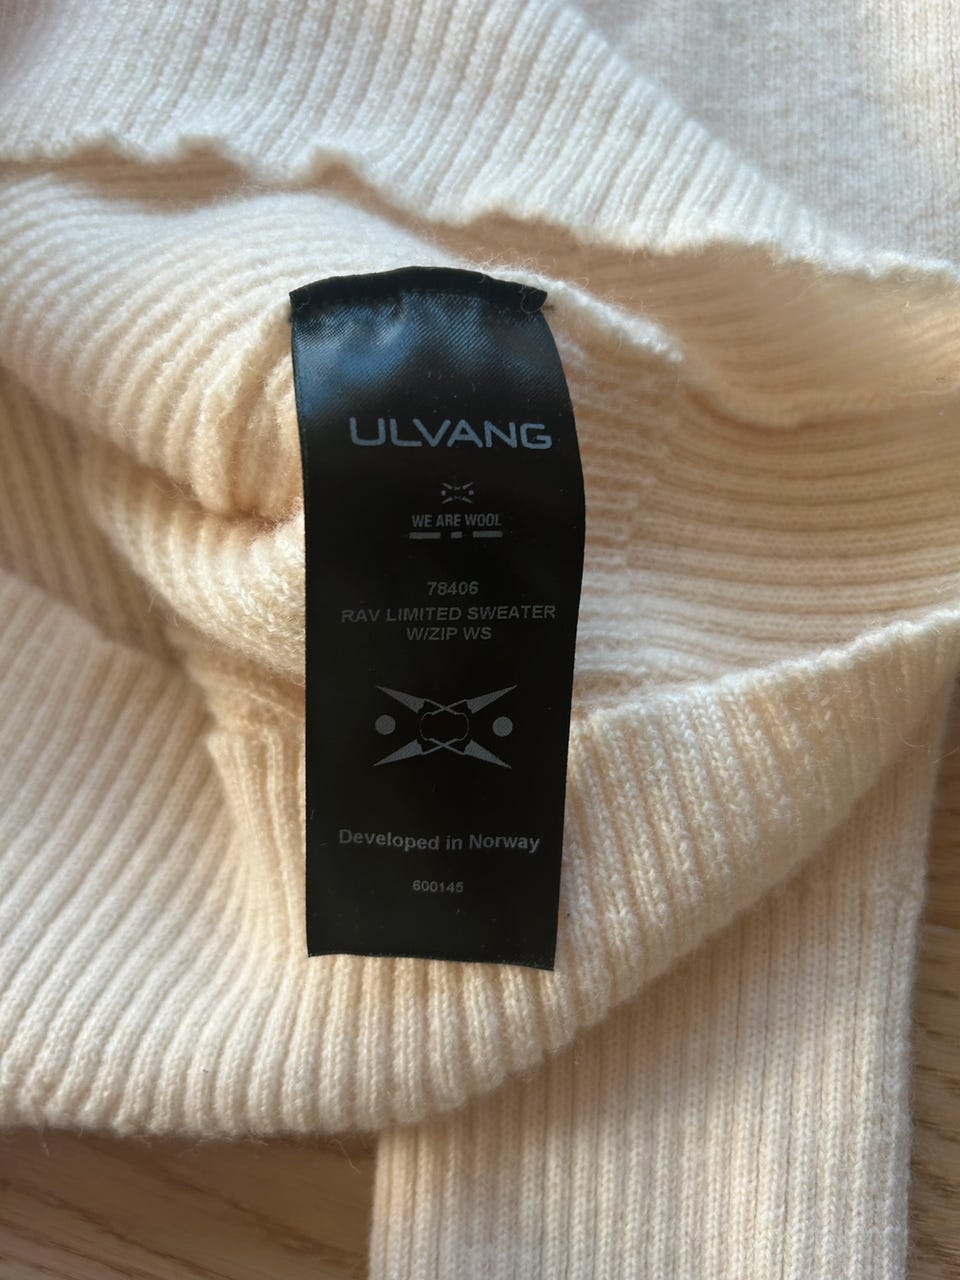 ULVANG
WE ARE WOOL
78406
RAV LIMITED SWEATER
W/ZIP WS
Developed in Norway
600145